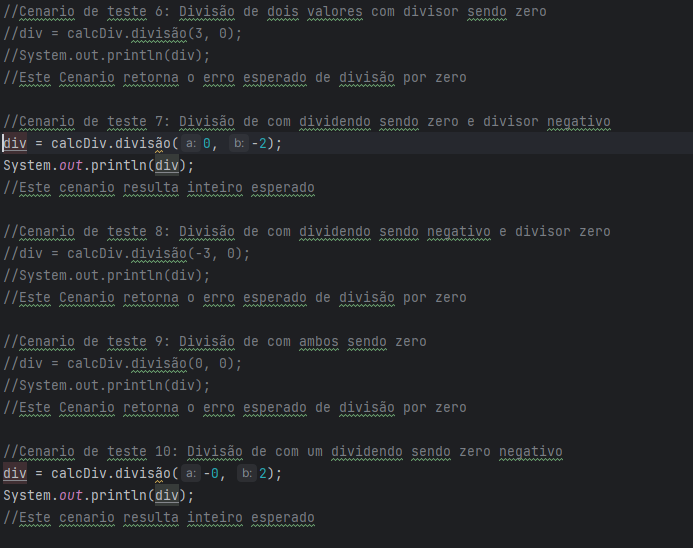 //Cenario de teste 6: Divisão de dois valores com divisor sendo zero
//div = calcDiv.divisão(3, 0);
//System.out.println(div);
//Este Cenario retorna o erro esperado de divisão por zero
//Cenario de teste 7: Divisão de com dividendo sendo zero e divisor negativo
div = calcDiv.divisão( a: 0, b: -2);
System.out.println(div);
//Este cenario resulta inteiro esperado
//Cenario de teste 8: Divisão de com dividendo sendo negativo e divisor zero
//div = calcDiv.divisão(-3, 0);
//System.out.println(div);
//Este Cenario retorna o erro esperado de divisão por zero
//Cenario de teste 9: Divisão de com ambos sendo zero
//div = calcDiv.divisão(0, 0);
//System.out.println(div);
//Este Cenario retorna o erro esperado de divisão por zero
//Cenario de teste 10: Divisão de com um dividendo sendo zero negativo
div = calcDiv.divisão( a: -0, b: 2);
System.out.println(div);
//Este cenario resulta inteiro esperado